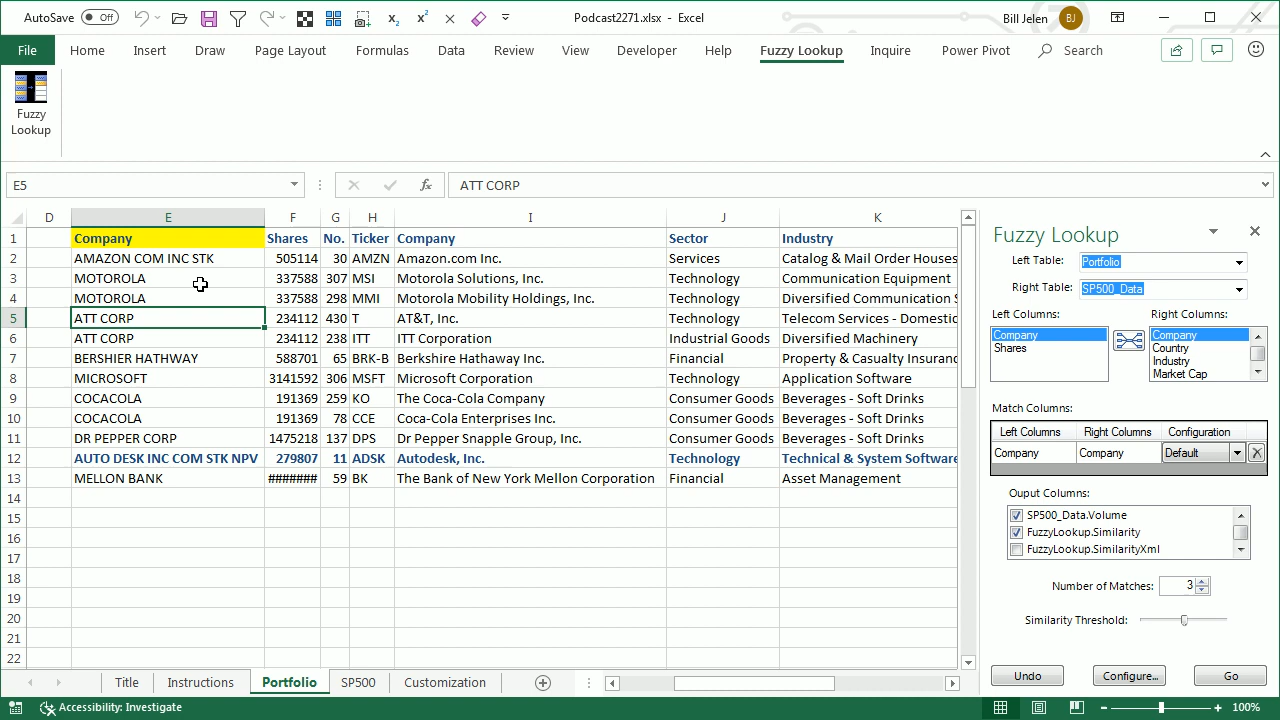 AutoSave Off Podcast2271.xlsx - Excel Bill Jelen BJ
File Home Insert Draw Page Layout Formulas Data Review View Developer Help Fuzzy Lookup Inquire Power Pivot Search
Fuzzy
Lookup
E5 fx ATT CORP
D E F G H I J K
1 Company Shares No. Ticker Company Sector Industry
2 AMAZON COM INC STK 505114 30 AMZN Amazon.com Inc. Services Catalog & Mail Order Houses
3 MOTOROLA 337588 307 MSI Motorola Solutions, Inc. Technology Communication Equipment
4 MOTOROLA 337588 298 MMI Motorola Mobility Holdings, Inc. Technology Diversified Communication S
5 ATT CORP 234112 430 T AT&T, Inc. Technology Telecom Services - Domestic
6 ATT CORP 234112 238 ITT ITT Corporation Industrial Goods Diversified Machinery
7 BERSHIER HATHWAY 588701 65 BRK-B Berkshire Hathaway Inc. Financial Property & Casualty Insuranc
8 MICROSOFT 3141592 306 MSFT Microsoft Corporation Technology Application Software
9 COCACOLA 191369 259 KO The Coca-Cola Company Consumer Goods Beverages - Soft Drinks
10 COCACOLA 191369 78 CCE Coca-Cola Enterprises Inc. Consumer Goods Beverages - Soft Drinks
11 DR PEPPER CORP 1475218 137 DPS Dr Pepper Snapple Group, Inc. Consumer Goods Beverages - Soft Drinks
12 AUTO DESK INC COM STK NPV 279807 11 ADSK Autodesk, Inc. Technology Technical & System Software
13 MELLON BANK ####### 59 BK The Bank of New York Mellon Corporation Financial Asset Management
14
15
16
17
18
19
20
21
22
Fuzzy Lookup
Left Table: Portfolio
Right Table: SP500_Data
Left Columns: Right Columns:
Company Company
Shares Country
Industry
Market Cap
Match Columns:
Left Columns Right Columns Configuration
Company Company Default
Ouput Columns:
SP500_Data.Volume
FuzzyLookup.Similarity
FuzzyLookup.SimilarityXml
Number of Matches: 3
Similarity Threshold:
Undo Configure... Go
Title Instructions Portfolio SP500 Customization
Accessibility: Investigate 100%